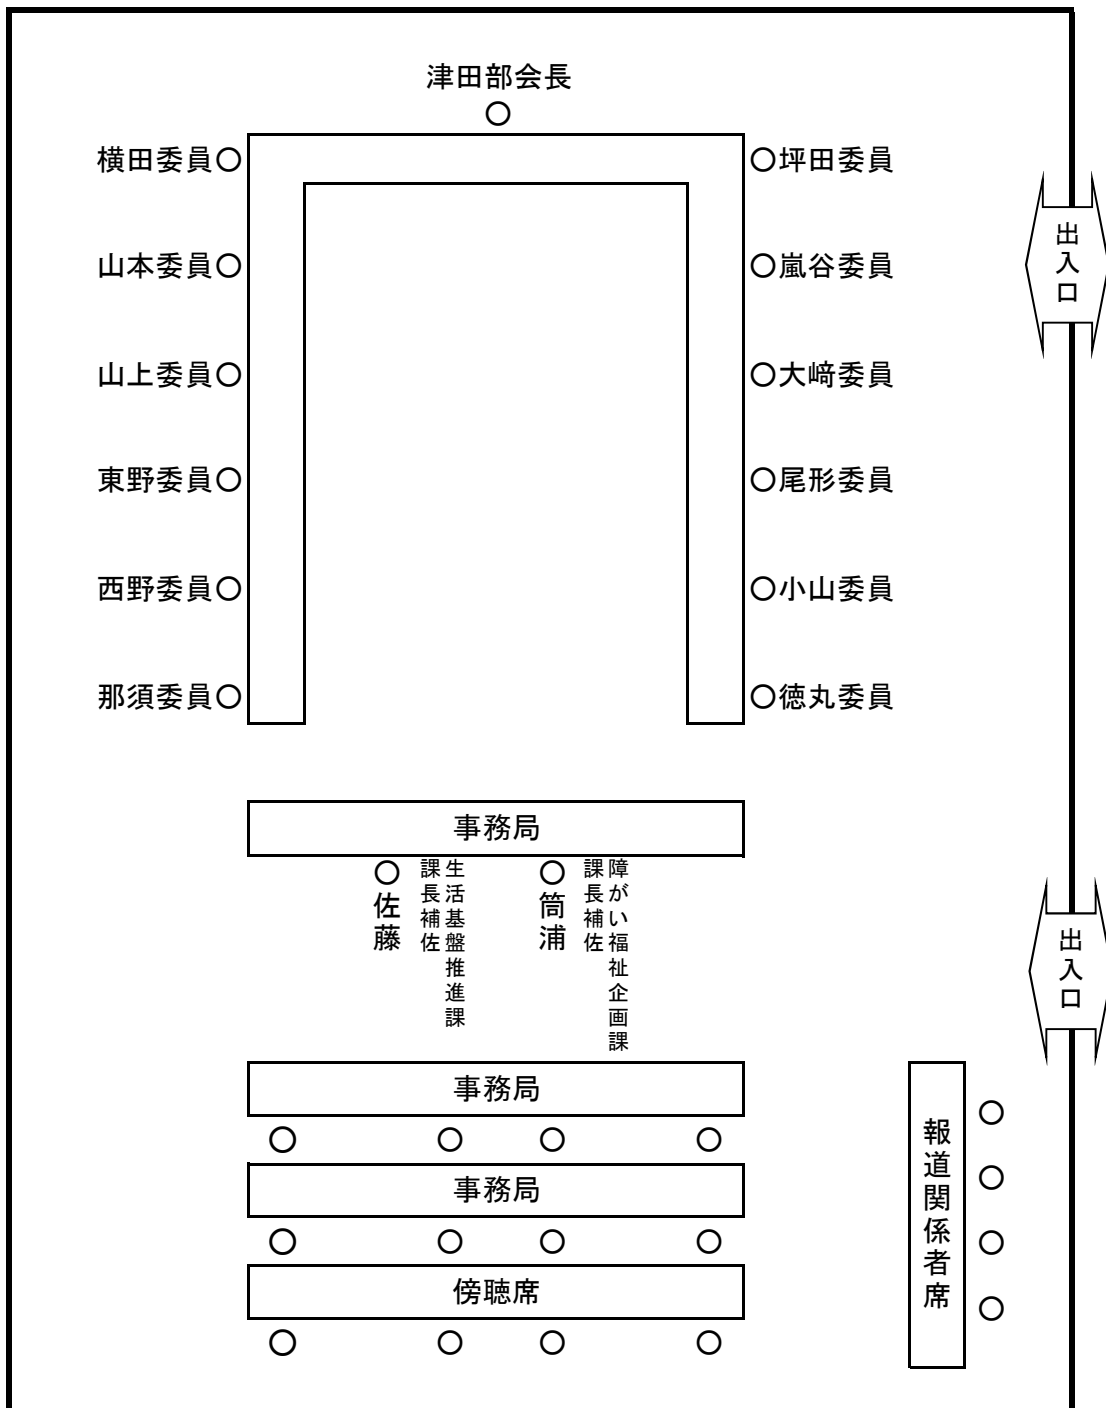 津田部会長
○
横田委員○
○坪田委員
山本委員○
○嵐谷委員
出入口
山上委員○
○大﨑委員
東野委員○
○尾形委員
西野委員○
○小山委員
那須委員○
○徳丸委員
事務局
○佐藤
生活基盤推進課
課長補佐
○筒浦
障がい福祉企画課
課長補佐
出入口
事務局
○ ○ ○ ○
事務局
○ ○ ○ ○
傍聴席
○ ○ ○ ○
報道関係者席
○
○
○
○